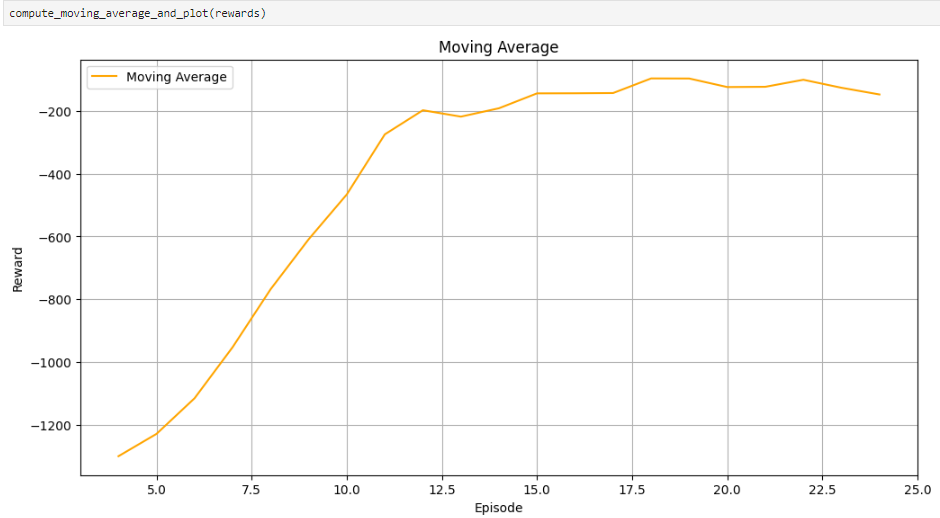 compute_moving_average_and_plot(rewards)
Moving Average
Moving Average
−200
−400
−600
−800
−1000
−1200
Reward
5.0 7.5 10.0 12.5 15.0 17.5 20.0 22.5 25.0
Episode